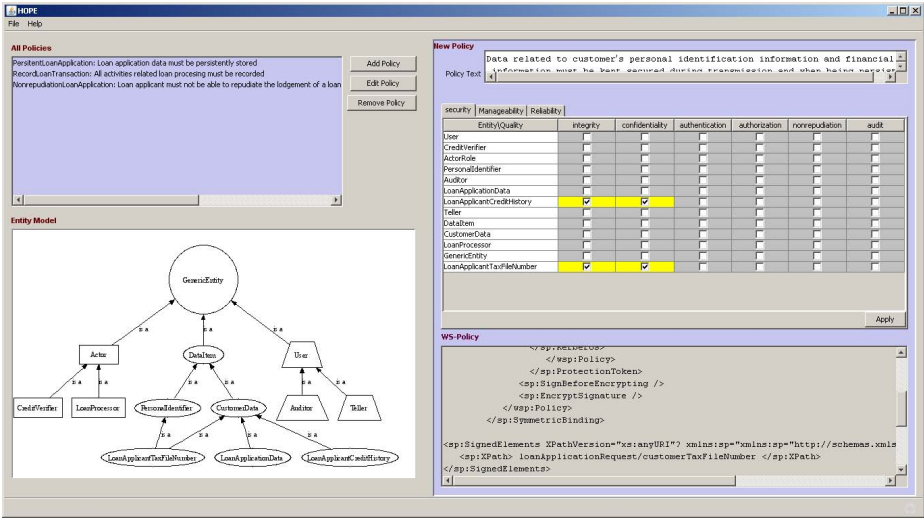 HOPE
File Help
All Policies
PersitentLoanApplication: Loan application data must be persistently stored
RecordLoanTransaction: All activities related loan procesing must be recorded
NonrepudiationLoanApplication: Loan applicant must not be able to repudiate the lodgement of a loan
Add Policy
Edit Policy
Remove Policy
Entity Model
GenericEntity
is a is a is a
Actor DataItem User
is a is a is a is a is a is a
CreditVerifier LoanProcessor PersonalIdentifier CustomerData Auditor Teller
is a is a is a is a
LoanApplicantTaxFileNumber LoanApplicationData LoanApplicantCreditHistory
New Policy
Policy Text
Data related to customer's personal identification information and financial
information must be kept secured during transmission and when being persist
security Manageability Reliability
Entity\Quality integrity confidentiality authentication authorization nonrepudiation audit
User
CreditVerifier
ActorRole
PersonalIdentifier
Auditor
LoanApplicationData
LoanApplicantCreditHistory
Teller
DataItem
CustomerData
LoanProcessor
GenericEntity
LoanApplicantTaxFileNumber
Apply
WS-Policy
</sp:Kerberos>
</wsp:Policy>
</sp:ProtectionToken>
<sp:SignBeforeEncrypting />
<sp:EncryptSignature />
</wsp:Policy>
</sp:SymmetricBinding>
<sp:SignedElements XPathVersion="xs:anyURI"? xmlns:sp="xmlns:sp="http://schemas.xmls
<sp:XPath> loanApplicationRequest/customerTaxFileNumber </sp:XPath>
</sp:SignedElements>